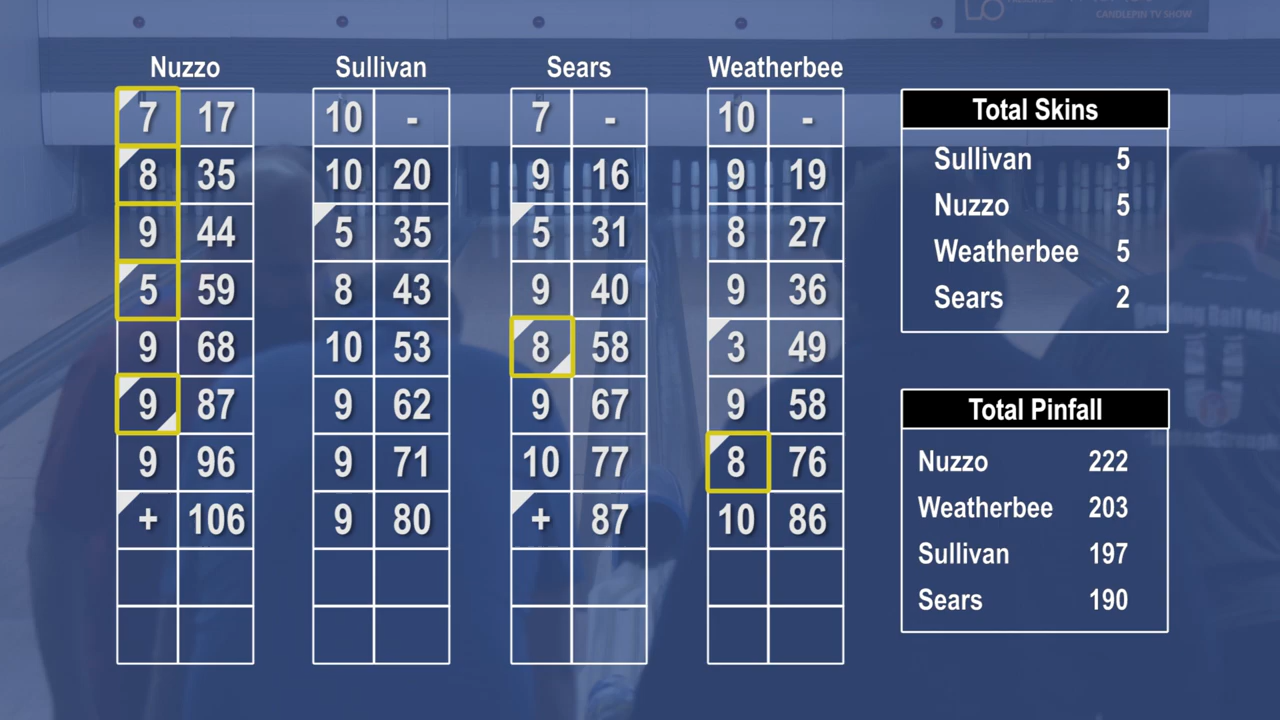 CANDLEPIN TV SHOW
Nuzzo Sullivan Sears Weatherbee
7 17 10 - 7 - 10 -
8 35 10 20 9 16 9 19
9 44 5 35 5 31 8 27
5 59 8 43 9 40 9 36
9 68 10 53 8 58 3 49
9 87 9 62 9 67 9 58
9 96 9 71 10 77 8 76
+ 106 9 80 + 87 10 86
Total Skins
Sullivan 5
Nuzzo 5
Weatherbee 5
Sears 2
Total Pinfall
Nuzzo 222
Weatherbee 203
Sullivan 197
Sears 190